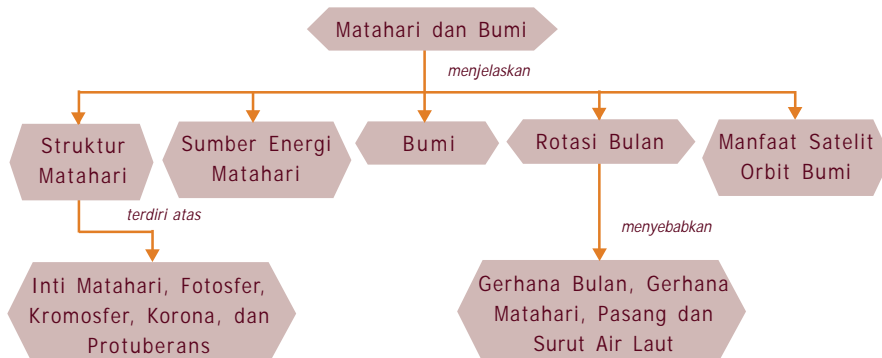 Matahari dan Bumi
menjelaskan
Struktur
Matahari
Sumber Energi
Matahari
Bumi
Rotasi Bulan
Manfaat Satelit
Orbit Bumi
terdiri atas
menyebabkan
Inti Matahari, Fotosfer,
Kromosfer, Korona, dan
Protuberans
Gerhana Bulan, Gerhana
Matahari, Pasang dan
Surut Air Laut